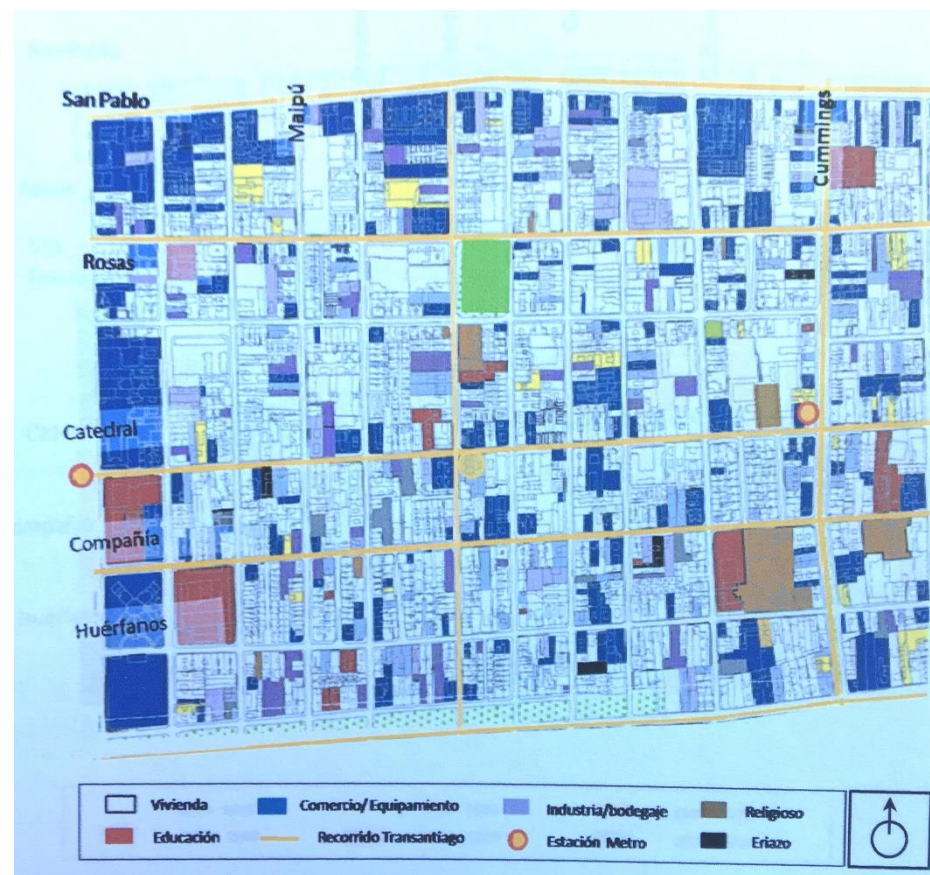 San Pablo
Maipú
Cummings
Rosas
Catedral
Compañía
Huérfanos
Vivienda
Comercio/ Equipamiento
Industria/bodegaje
Religioso
Educación
Recorrido Transantiago
Estación Metro
Eriazo